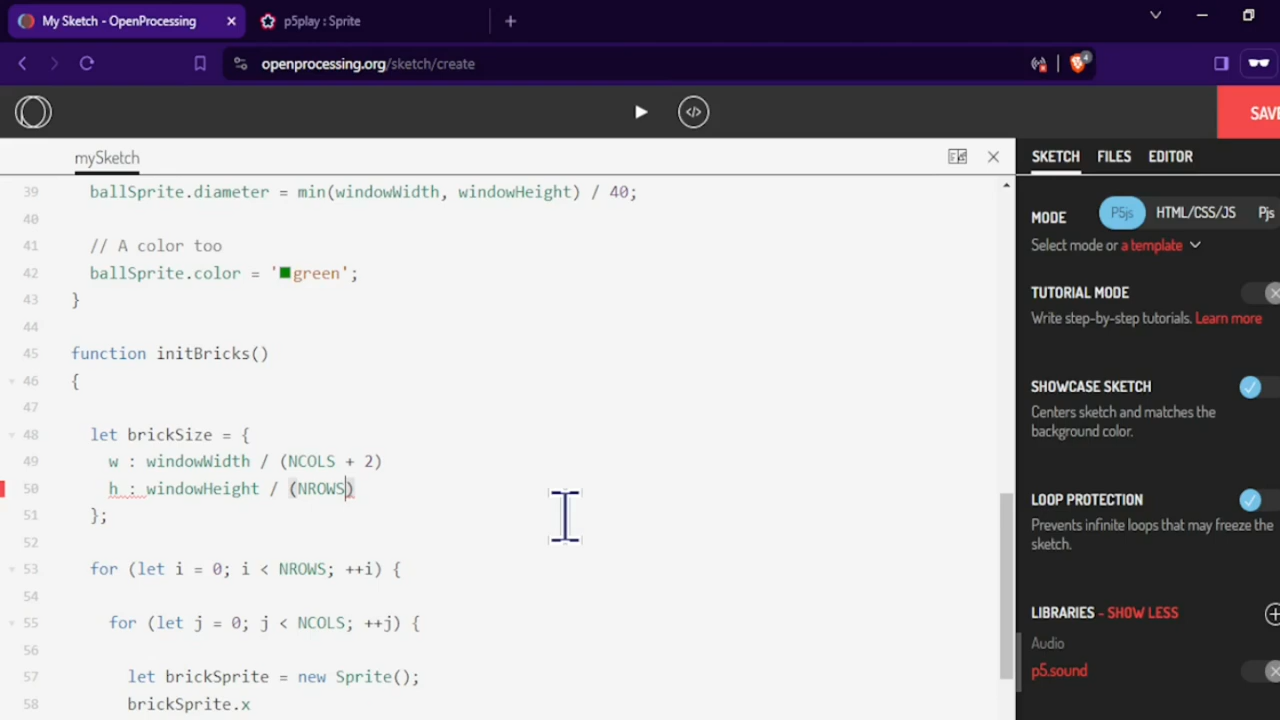 My Sketch - OpenProcessing
p5play : Sprite
openprocessing.org/sketch/create
4
</>
SAVE
mySketch
SKETCH FILES EDITOR
39 ballSprite.diameter = min(windowWidth, windowHeight) / 40;
40
41 // A color too
42 ballSprite.color = 'green';
43 }
44
45 function initBricks()
46 {
47
48 let brickSize = {
49 w : windowWidth / (NCOLS + 2)
50 h : windowHeight / (NROWS)
51 };
52
53 for (let i = 0; i < NROWS; ++i) {
54
55 for (let j = 0; j < NCOLS; ++j) {
56
57 let brickSprite = new Sprite();
58 brickSprite.x
MODE P5js HTML/CSS/JS Pjs
Select mode or a template
TUTORIAL MODE
Write step-by-step tutorials. Learn more
SHOWCASE SKETCH
Centers sketch and matches the
background color.
LOOP PROTECTION
Prevents infinite loops that may freeze the
sketch.
LIBRARIES - SHOW LESS
Audio
p5.sound